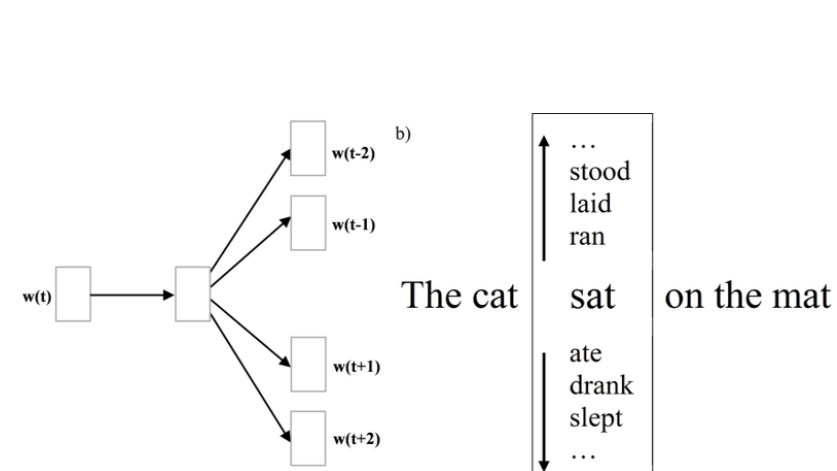 w(t-2)
w(t-1)
w(t)
w(t+1)
w(t+2)
b)
…
stood
laid
ran
The cat sat on the mat
ate
drank
slept
…